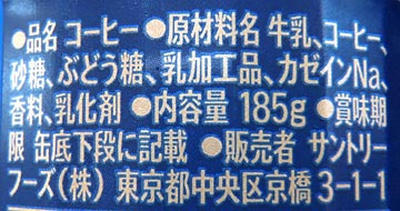 ●品名 コーヒー ●原材料名 牛乳、コーヒー、
砂糖、ぶどう糖、乳加工品、カゼインNa、
香料、乳化剤 ●内容量 185g ●賞味期
限 缶底下段に記載 ●販売者 サントリー
フーズ(株) 東京都中央区京橋 3-1-1